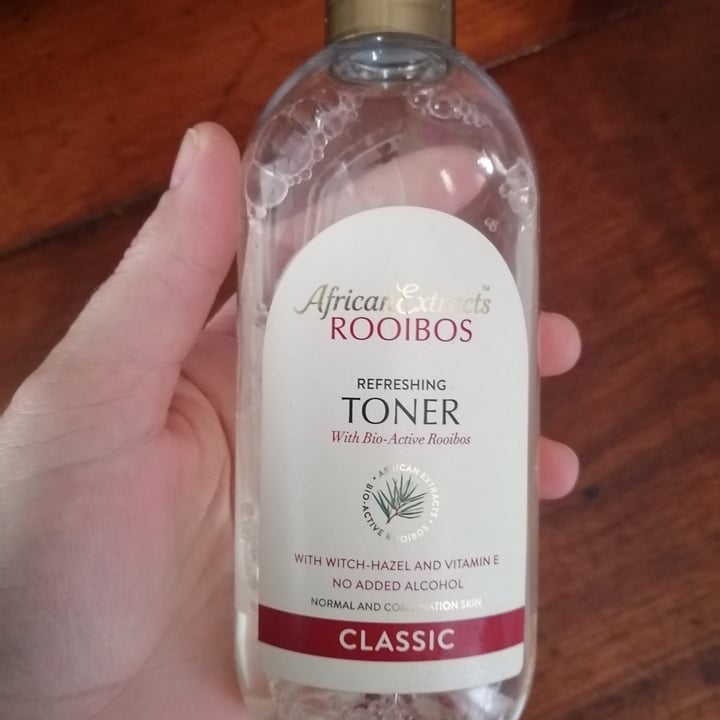 African Extracts™
ROOIBOS
REFRESHING
TONER
With Bio-Active Rooibos
• AFRICAN EXTRACTS •
BIO-ACTIVE ROOIBOS
WITH WITCH-HAZEL AND VITAMIN E
NO ADDED ALCOHOL
NORMAL AND COMBINATION SKIN
CLASSIC